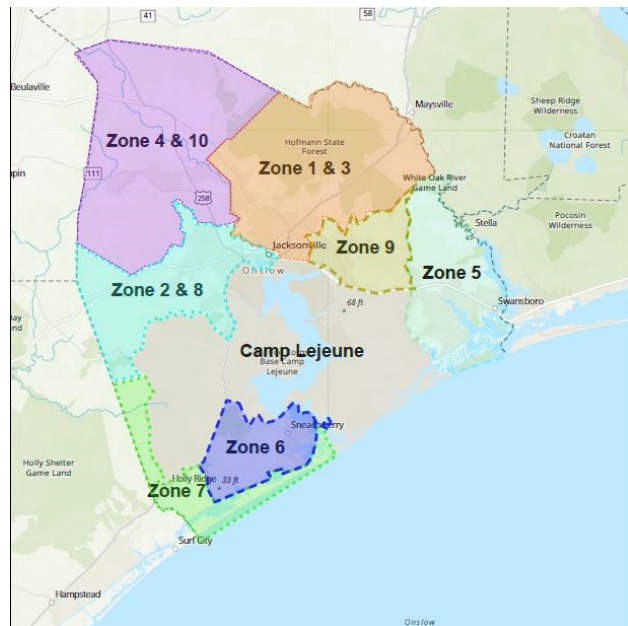 41
58
Beulaville
Maysville
Sheep Ridge
Wilderness
Croatan
National Forest
Zone 4 & 10
Hofmann State
Forest
Zone 1 & 3
111
258
White Oak River
Game Land
Pocosin
Wilderness
Stella
Jacksonville
Zone 9
Onslow
Zone 5
Zone 2 & 8
68 ft
Swansboro
Camp Lejeune
Base Camp
Lejeune
Sneads Ferry
Zone 6
Holly Shelter
Game Land
Holly Ridge
33 ft
Zone 7
Surf City
Hampstead
Onslow